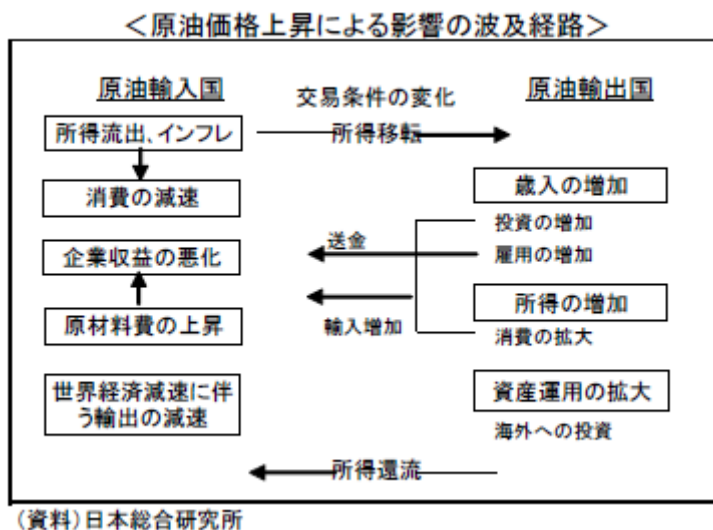 ＜原油価格上昇による影響の波及経路＞
原油輸入国
交易条件の変化
原油輸出国
所得流出、インフレ
所得移転
消費の減速
歳入の増加
投資の増加
送金
企業収益の悪化
雇用の増加
所得の増加
原材料費の上昇
輸入増加
消費の拡大
世界経済減速に伴
う輸出の減速
資産運用の拡大
海外への投資
所得還流
（資料）日本総合研究所